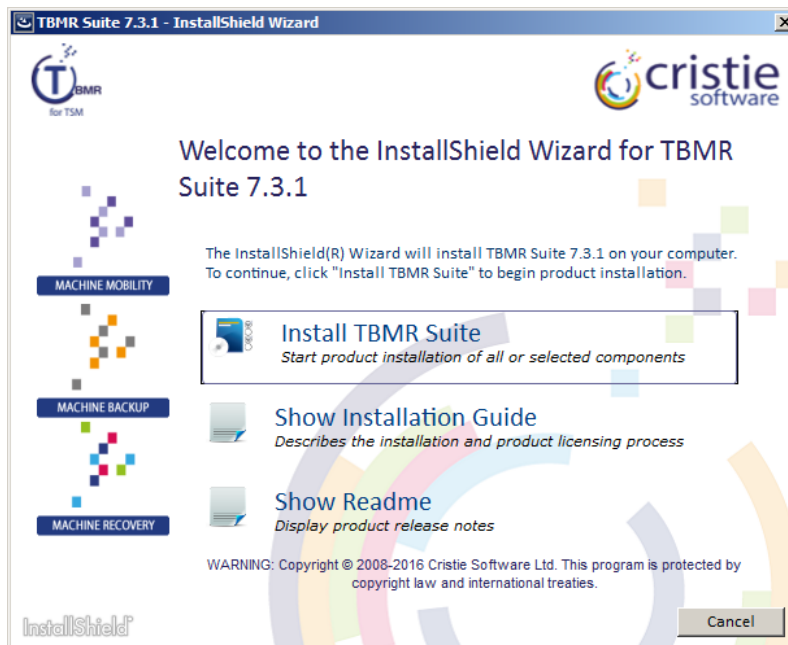 TBMR Suite 7.3.1 - InstallShield Wizard
TBMR
for TSM
cristie
software
Welcome to the InstallShield Wizard for TBMR
Suite 7.3.1
The InstallShield(R) Wizard will install TBMR Suite 7.3.1 on your computer.
To continue, click "Install TBMR Suite" to begin product installation.
MACHINE MOBILITY
Install TBMR Suite
Start product installation of all or selected components
MACHINE BACKUP
Show Installation Guide
Describes the installation and product licensing process
Show Readme
Display product release notes
MACHINE RECOVERY
WARNING: Copyright © 2008-2016 Cristie Software Ltd. This program is protected by
copyright law and international treaties.
InstallShield
Cancel